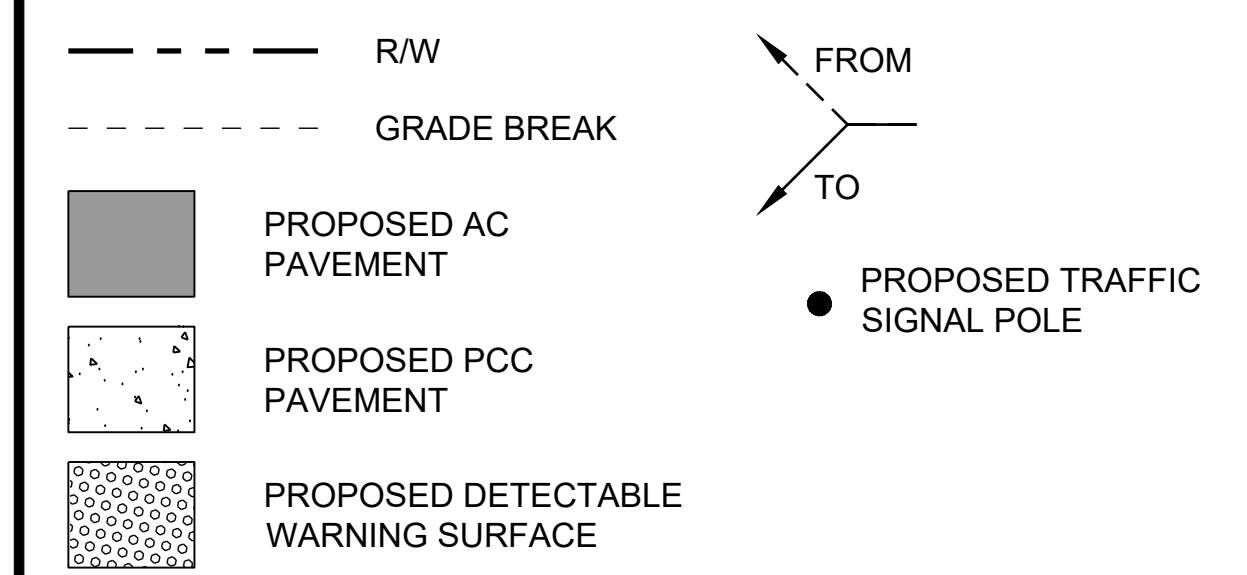 R/W
GRADE BREAK
PROPOSED AC
PAVEMENT
PROPOSED PCC
PAVEMENT
PROPOSED DETECTABLE
WARNING SURFACE
FROM
TO
PROPOSED TRAFFIC
SIGNAL POLE